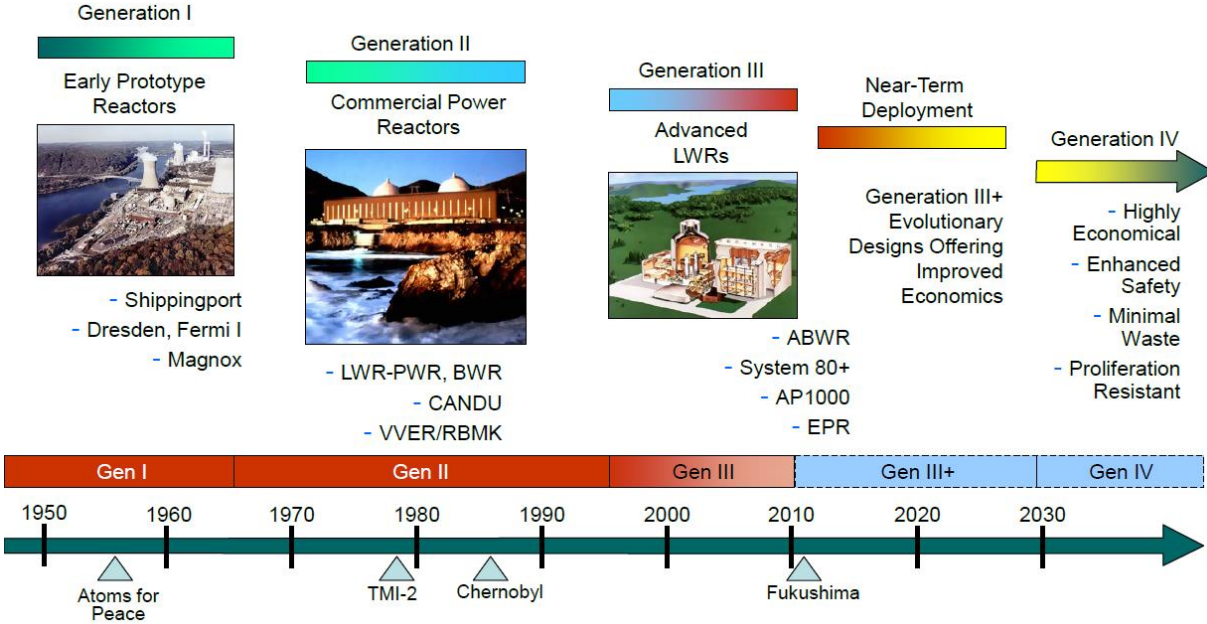 Generation I
Early Prototype
Reactors
- Shippingport
- Dresden, Fermi I
- Magnox
Generation II
Commercial Power
Reactors
- LWR-PWR, BWR
- CANDU
- VVER/RBMK
Generation III
Advanced
LWRs
- ABWR
- System 80+
- AP1000
- EPR
Near-Term
Deployment
Generation III+
Evolutionary
Designs Offering
Improved
Economics
Generation IV
- Highly
Economical
- Enhanced
Safety
- Minimal
Waste
- Proliferation
Resistant
Gen I
Gen II
Gen III
Gen III+
Gen IV
1950
1960
1970
1980
1990
2000
2010
2020
2030
Atoms for
Peace
TMI-2
Chernobyl
Fukushima